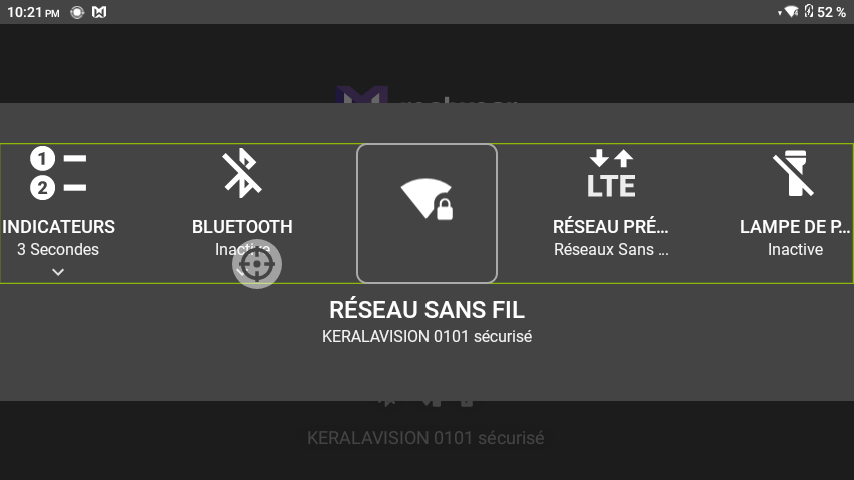 10:21 PM
52 %
1
2
LTE
INDICATEURS
BLUETOOTH
RÉSEAU PRÉ...
LAMPE DE P...
3 Secondes
Inactive
Réseaux Sans ...
Inactive
RÉSEAU SANS FIL
KERALAVISION 0101 sécurisé
KERALAVISION 0101 sécurisé